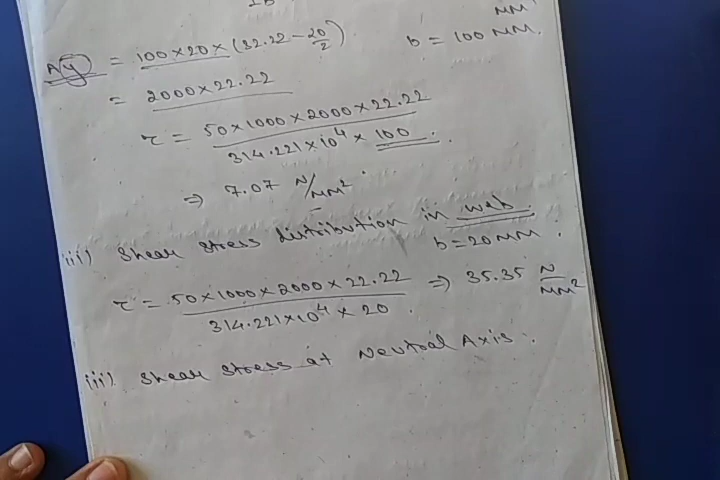 MM²
A(ȳ) = 100×20×(32.22 - 20/2) b = 100 MM.
= 2000×22.22
τ = 50×1000×2000×22.22 / 314.221×10⁴ × 100 .
⇒ 7.07 N/MM² .
iii) Shear stress distribution in web .
b = 20 MM .
τ = 50×1000×2000×22.22 / 314.221×10⁴ × 20 . ⇒ 35.35 N/MM²
iii) Shear stress at Neutral Axis .